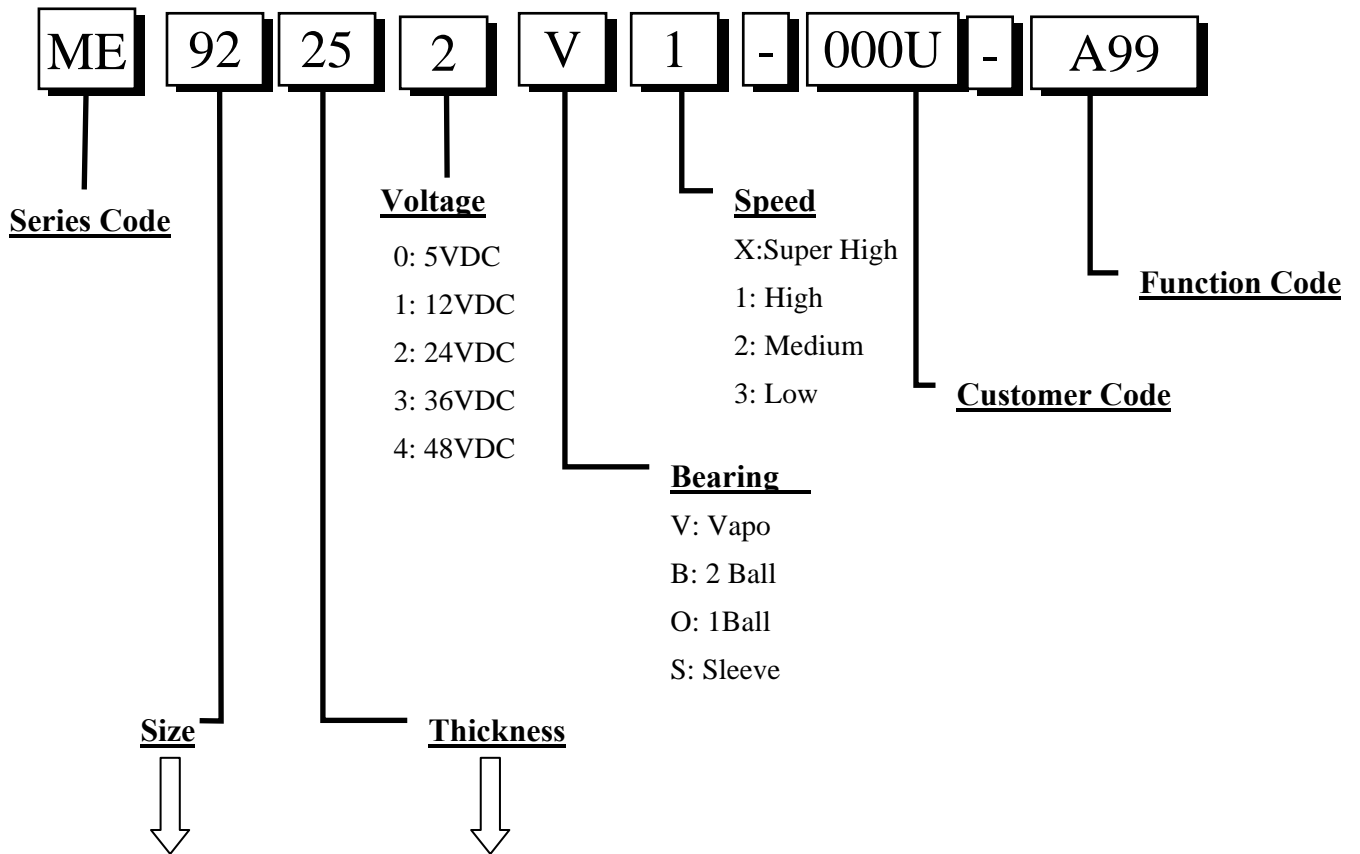 ME 92 25 2 V 1 - 000U - A99
Series Code
Voltage
0: 5VDC
1: 12VDC
2: 24VDC
3: 36VDC
4: 48VDC
Speed
X:Super High
1: High
2: Medium
3: Low
Function Code
Customer Code
Bearing
V: Vapo
B: 2 Ball
O: 1Ball
S: Sleeve
Size
Thickness